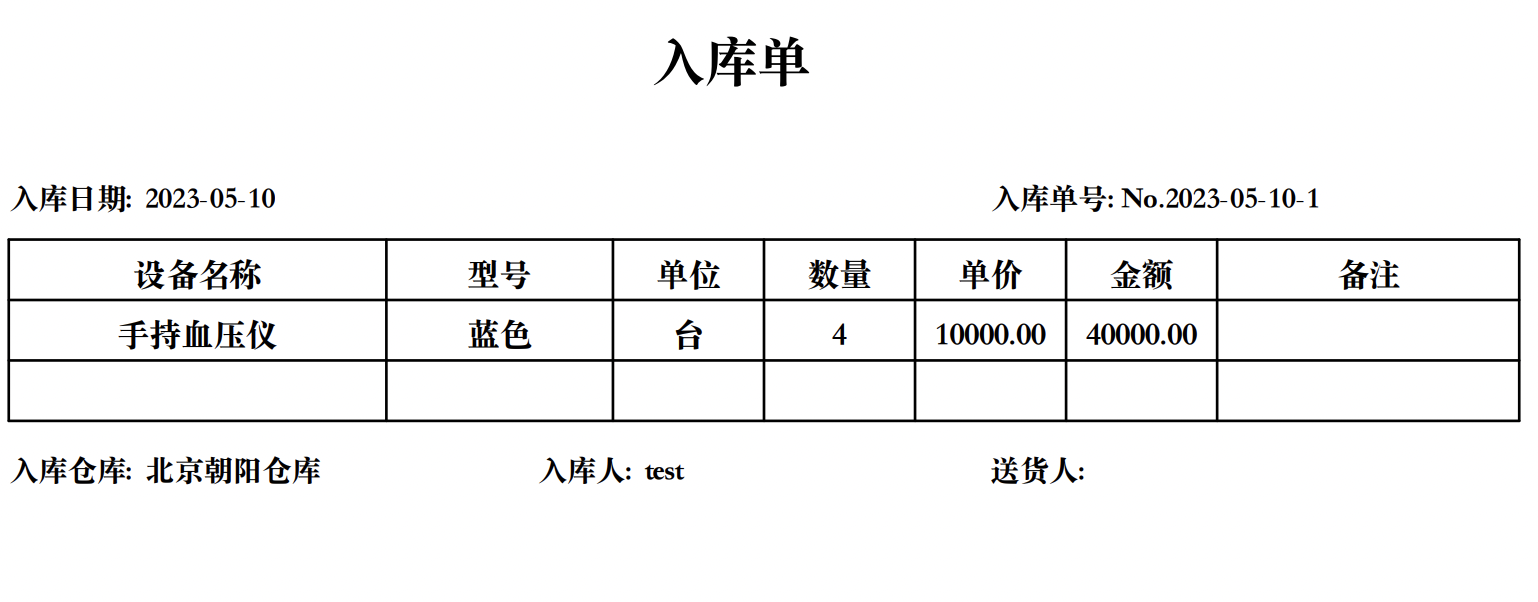 入库单
入库日期: 2023-05-10 入库单号: No.2023-05-10-1
设备名称 型号 单位 数量 单价 金额 备注
手持血压仪 蓝色 台 4 10000.00 40000.00
入库仓库: 北京朝阳仓库 入库人: test 送货人: